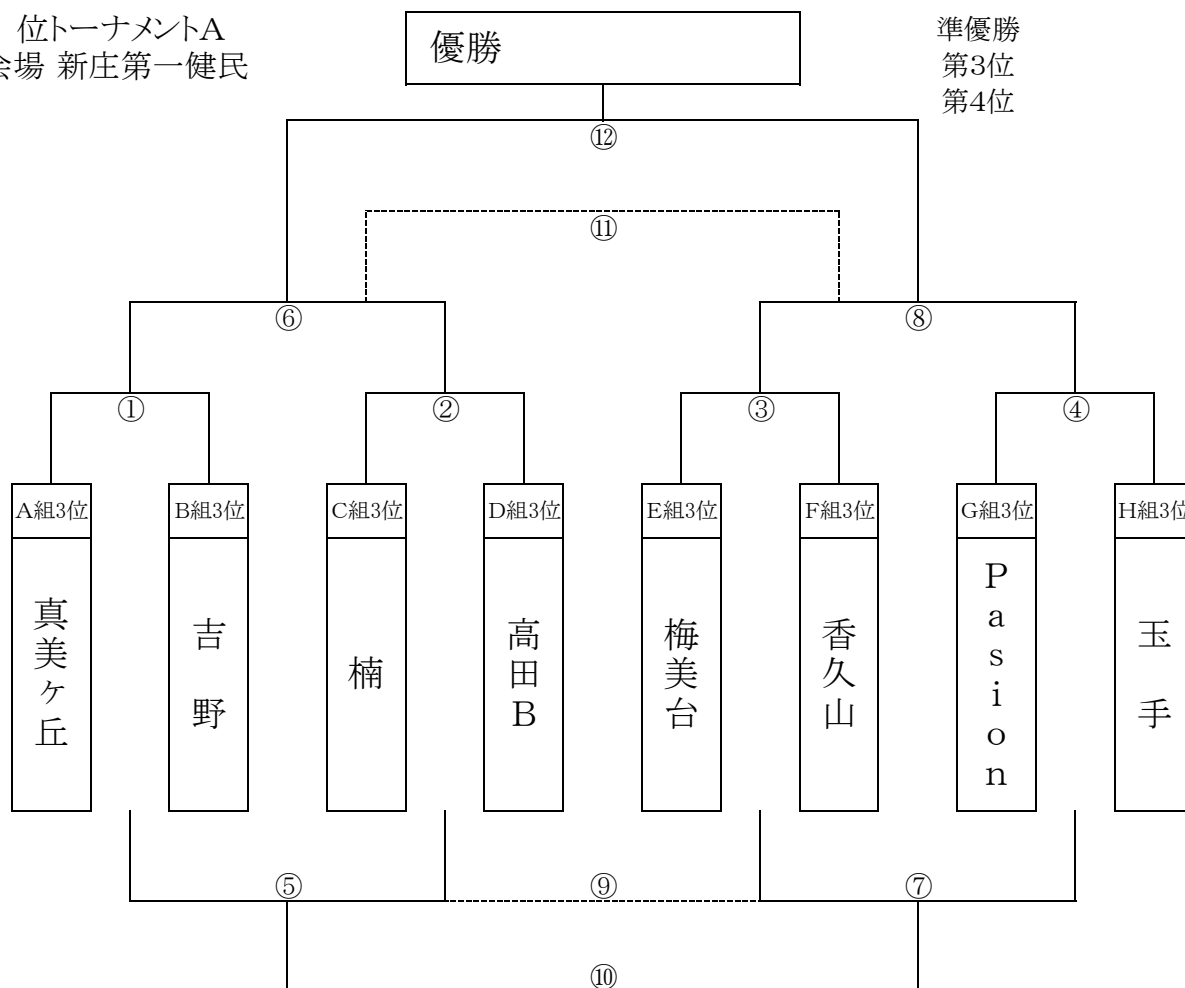 位トーナメントA
会場 新庄第一健民
優勝
準優勝
第3位
第4位
⑫
⑪
⑥
⑧
①
②
③
④
A組3位
B組3位
C組3位
D組3位
E組3位
F組3位
G組3位
H組3位
真美ヶ丘
吉野
楠
高田B
梅美台
香久山
Pasion
玉手
⑤
⑨
⑦
⑩